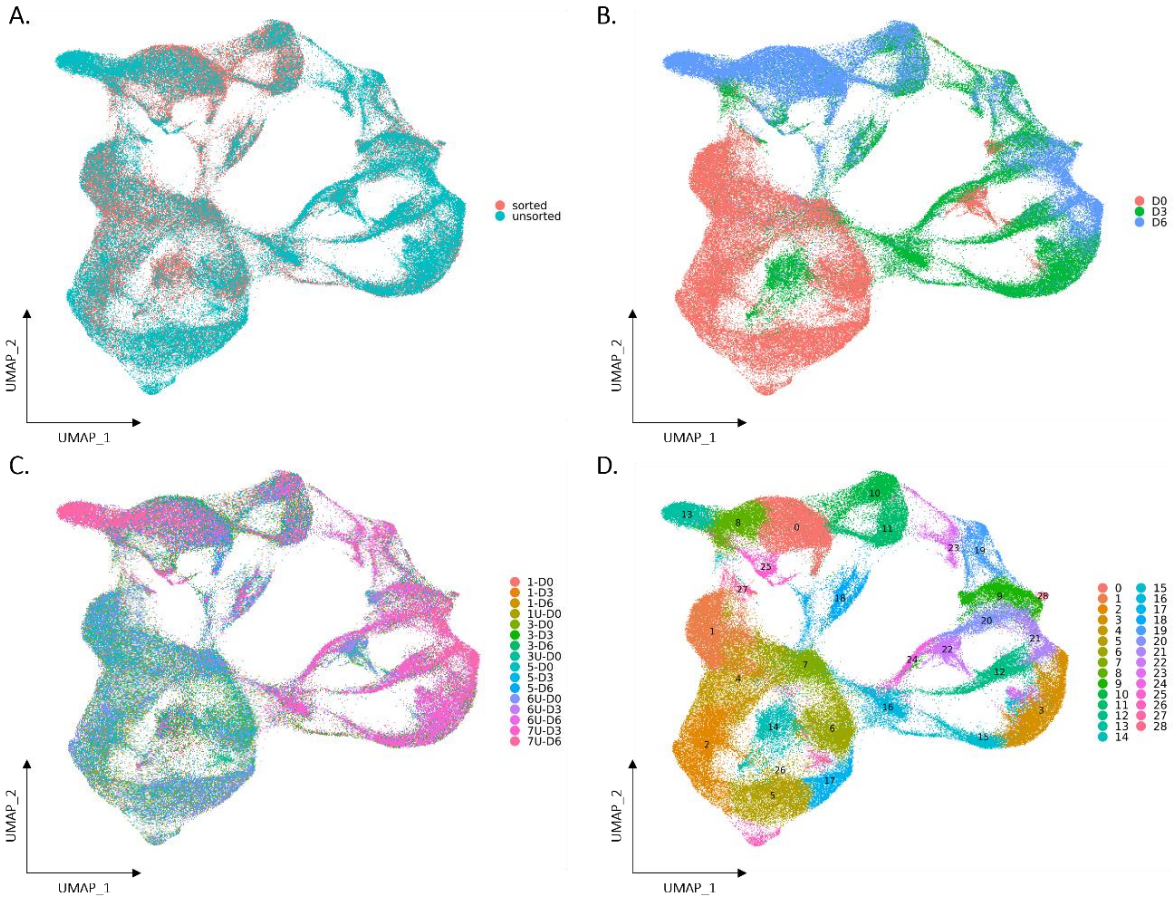 A.
sorted
unsorted
UMAP_2
UMAP_1
B.
D0
D3
D6
UMAP_2
UMAP_1
C.
1-D0
1-D3
1-D6
1U-D0
3-D0
3-D3
3-D6
3U-D0
5-D0
5-D3
5-D6
6U-D0
6U-D3
6U-D6
7U-D3
7U-D6
UMAP_2
UMAP_1
D.
10
13
8
0
11
23
19
25
27
18
9
28
1
20
21
24
22
4
7
12
16
3
2
14
6
15
26
17
5
0 15
1 16
2 17
3 18
4 19
5 20
6 21
7 22
8 23
9 24
10 25
11 26
12 27
13 28
14
UMAP_2
UMAP_1